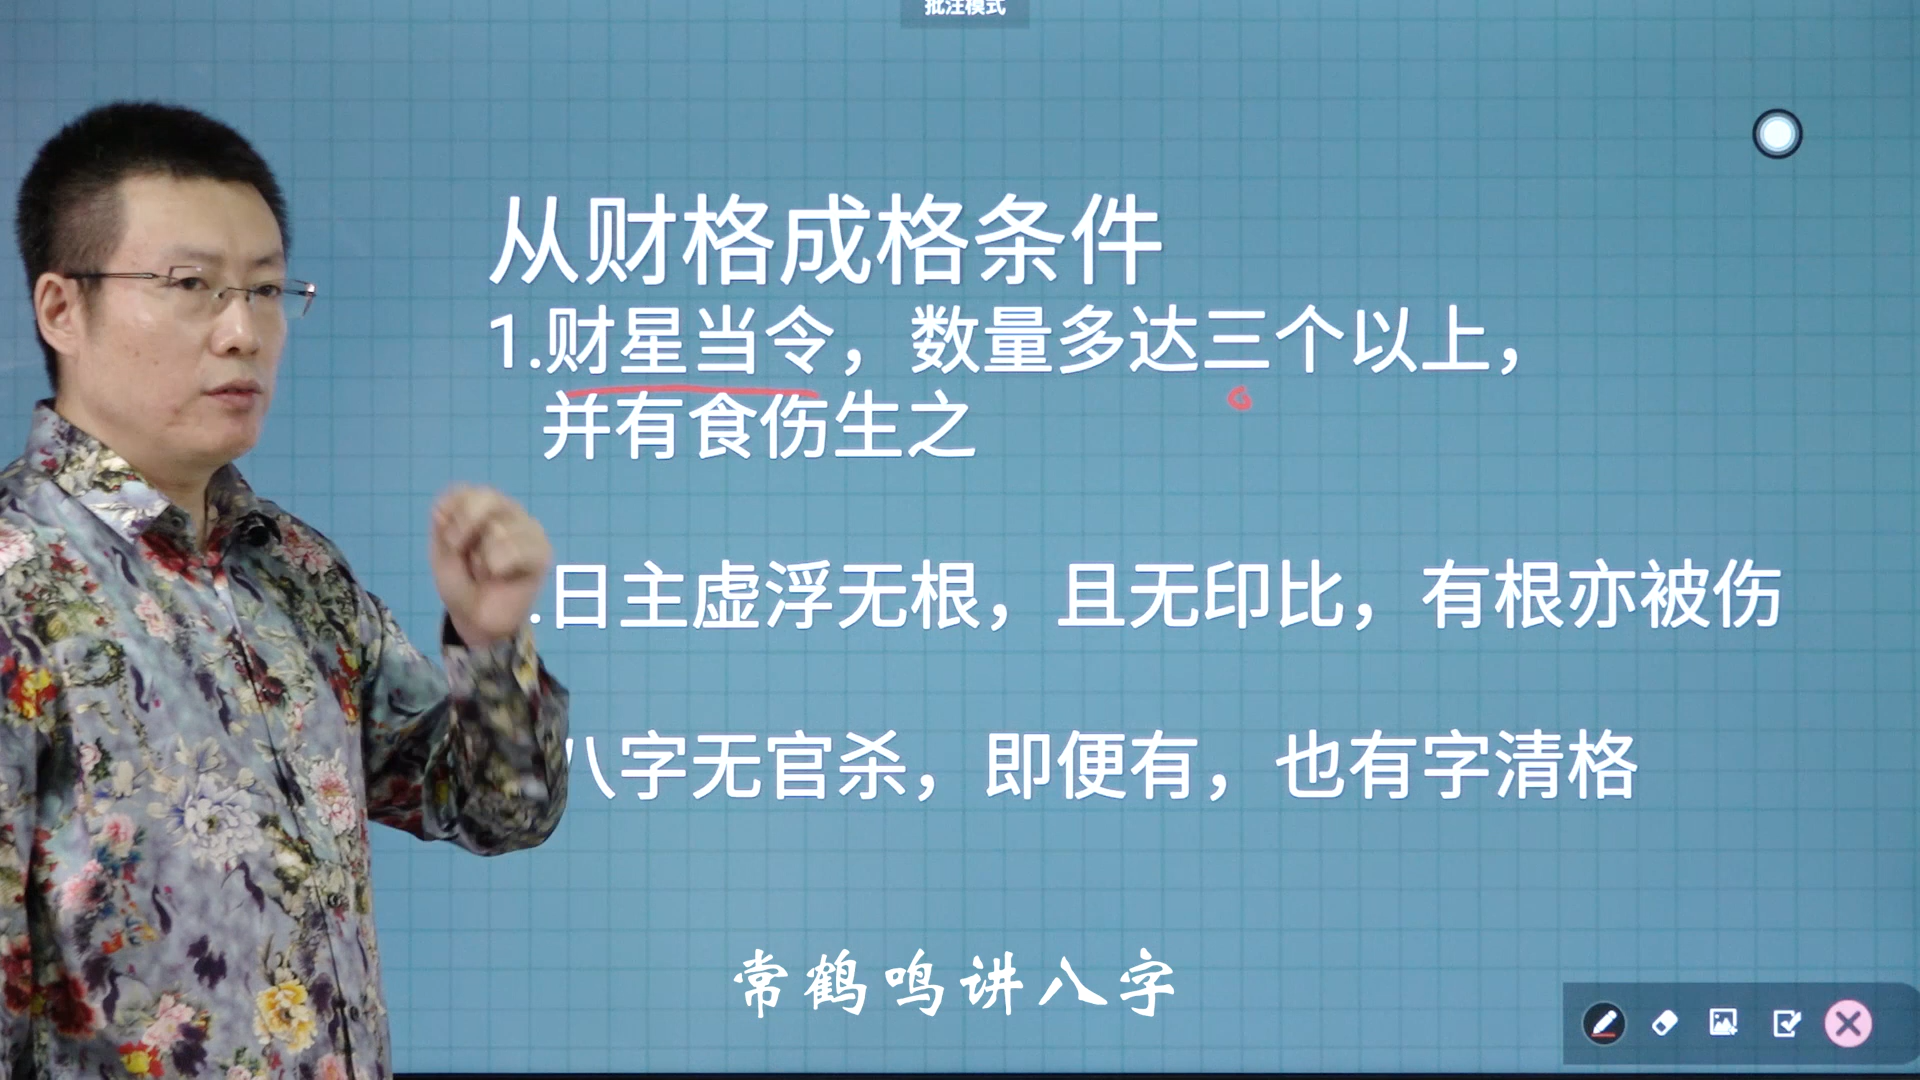 批注模式
从财格成格条件
1.财星当令，数量多达三个以上，
并有食伤生之
.日主虚浮无根，且无印比，有根亦被伤
八字无官杀，即便有，也有字清格
常鹤鸣讲八字